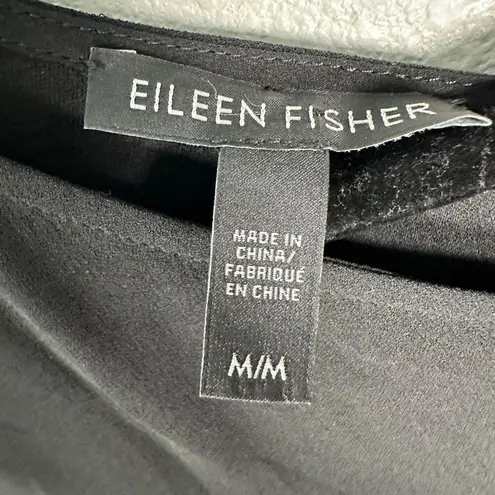 EILEEN FISHER
MADE IN
CHINA/
FABRIQUÉ
EN CHINE
M/M